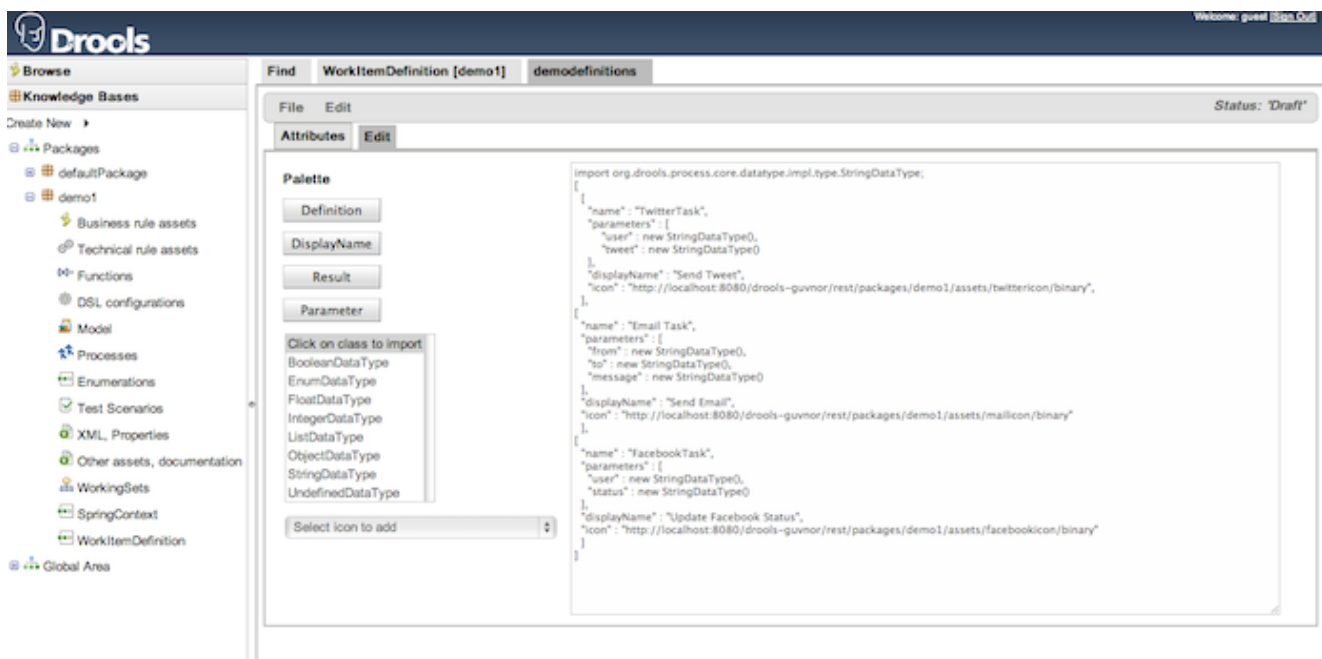 Welcome: guest [Sign Out]
Drools
Browse
Knowledge Bases
Create New
Packages
defaultPackage
demo1
Business rule assets
Technical rule assets
Functions
DSL configurations
Model
Processes
Enumerations
Test Scenarios
XML, Properties
Other assets, documentation
WorkingSets
SpringContext
WorkItemDefinition
Global Area
Find WorkItemDefinition [demo1] demodefinitions
File Edit
Status: 'Draft'
Attributes Edit
Palette
Definition
DisplayName
Result
Parameter
Click on class to import
BooleanDataType
EnumDataType
FloatDataType
IntegerDataType
ListDataType
ObjectDataType
StringDataType
UndefinedDataType
Select icon to add
import org.drools.process.core.datatype.impl.type.StringDataType;
[
[
"name" : "TwitterTask",
"parameters" : [
"user" : new StringDataType(),
"tweet" : new StringDataType()
],
"displayName" : "Send Tweet",
"icon" : "http://localhost:8080/drools-guvnor/rest/packages/demo1/assets/twittericon/binary",
],
[
"name" : "Email Task",
"parameters" : [
"from" : new StringDataType(),
"to" : new StringDataType(),
"message" : new StringDataType()
],
"displayName" : "Send Email",
"icon" : "http://localhost:8080/drools-guvnor/rest/packages/demo1/assets/mailicon/binary"
],
[
"name" : "FacebookTask",
"parameters" : [
"user" : new StringDataType(),
"status" : new StringDataType()
],
"displayName" : "Update Facebook Status",
"icon" : "http://localhost:8080/drools-guvnor/rest/packages/demo1/assets/facebookicon/binary"
]
]